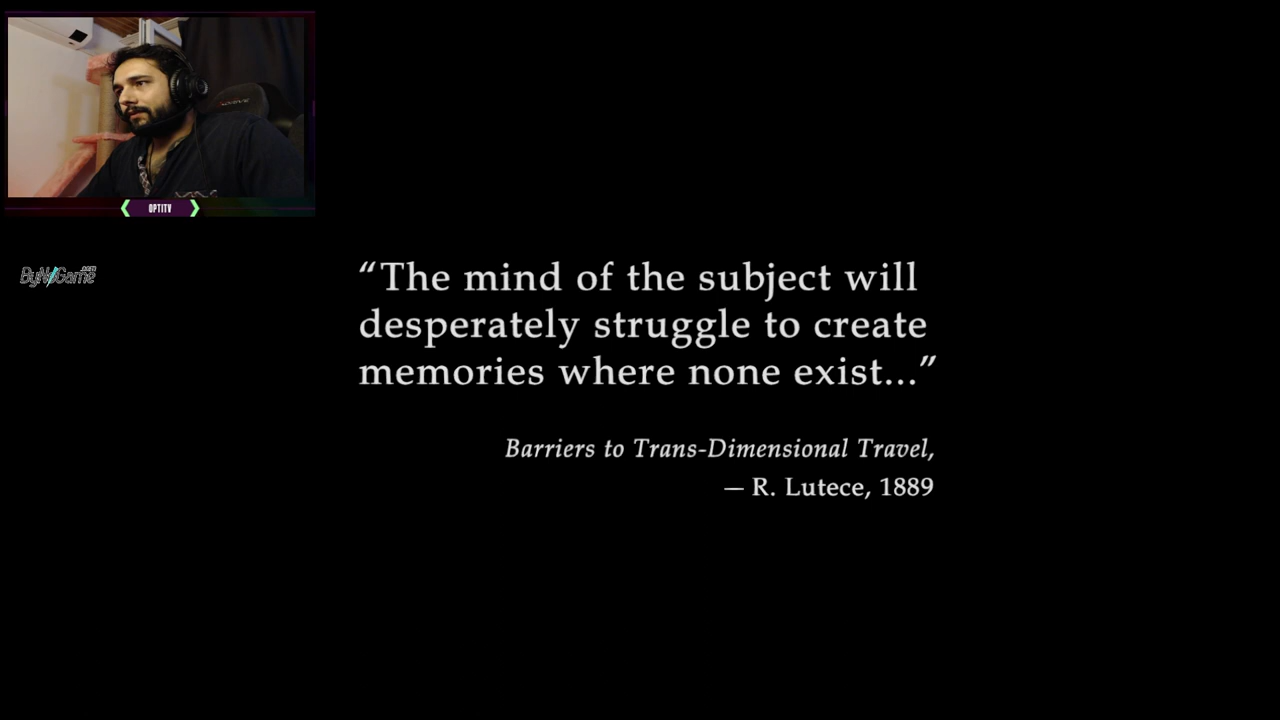 OPTITV
ByNoGame
“The mind of the subject will
desperately struggle to create
memories where none exist...”
Barriers to Trans-Dimensional Travel,
— R. Lutece, 1889